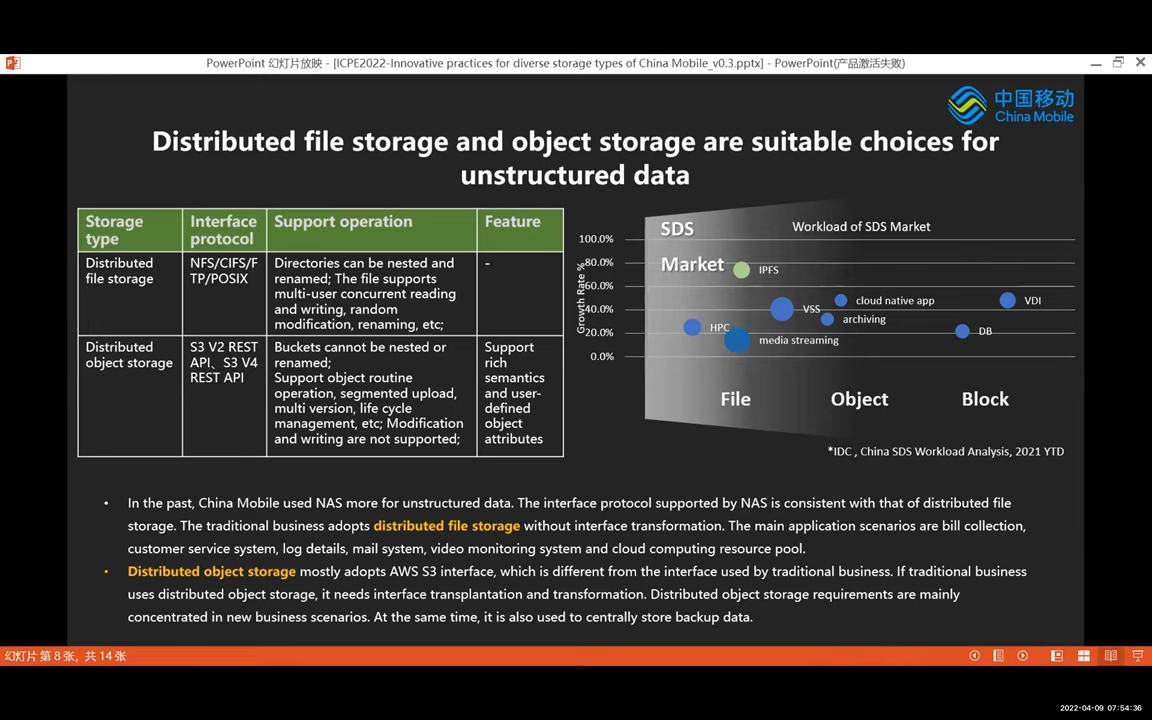 PowerPoint 幻灯片放映 - [ICPE2022-Innovative practices for diverse storage types of China Mobile_v0.3.pptx] - PowerPoint(产品激活失败)
中国移动
China Mobile
Distributed file storage and object storage are suitable choices for
unstructured data
Storage
type
Interface
protocol
Support operation
Feature
Distributed
file storage
NFS/CIFS/F
TP/POSIX
Directories can be nested and
renamed; The file supports
multi-user concurrent reading
and writing, random
modification, renaming, etc;
-
Distributed
object storage
S3 V2 REST
API、S3 V4
REST API
Buckets cannot be nested or
renamed;
Support object routine
operation, segmented upload,
multi version, life cycle
management, etc; Modification
and writing are not supported;
Support
rich
semantics
and user-
defined
object
attributes
SDS
Market
Workload of SDS Market
Growth Rate %
100.0%
80.0%
60.0%
40.0%
20.0%
0.0%
IPFS
HPC
VSS
media streaming
cloud native app
archiving
VDI
DB
File
Object
Block
*IDC , China SDS Workload Analysis, 2021 YTD
• In the past, China Mobile used NAS more for unstructured data. The interface protocol supported by NAS is consistent with that of distributed file
storage. The traditional business adopts distributed file storage without interface transformation. The main application scenarios are bill collection,
customer service system, log details, mail system, video monitoring system and cloud computing resource pool.
• Distributed object storage mostly adopts AWS S3 interface, which is different from the interface used by traditional business. If traditional business
uses distributed object storage, it needs interface transplantation and transformation. Distributed object storage requirements are mainly
concentrated in new business scenarios. At the same time, it is also used to centrally store backup data.
幻灯片 第 8 张，共 14 张
2022-04-09 07:54:36